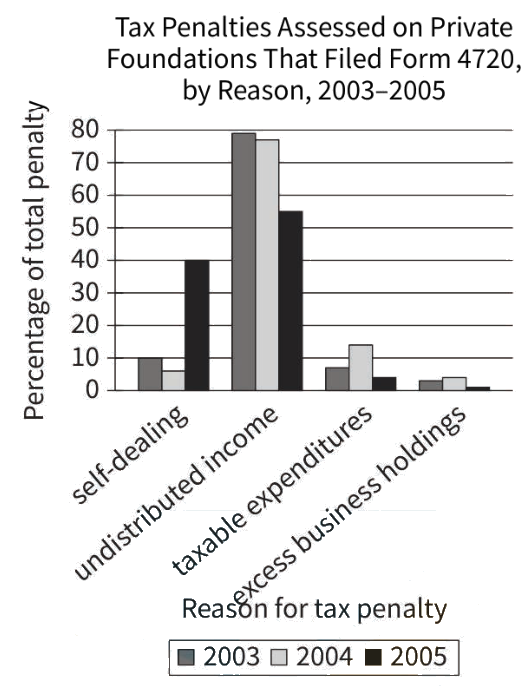 Tax Penalties Assessed on Private
Foundations That Filed Form 4720,
by Reason, 2003–2005
Percentage of total penalty
80
70
60
50
40
30
20
10
0
self-dealing
undistributed income
taxable expenditures
excess business holdings
Reason for tax penalty
2003 2004 2005